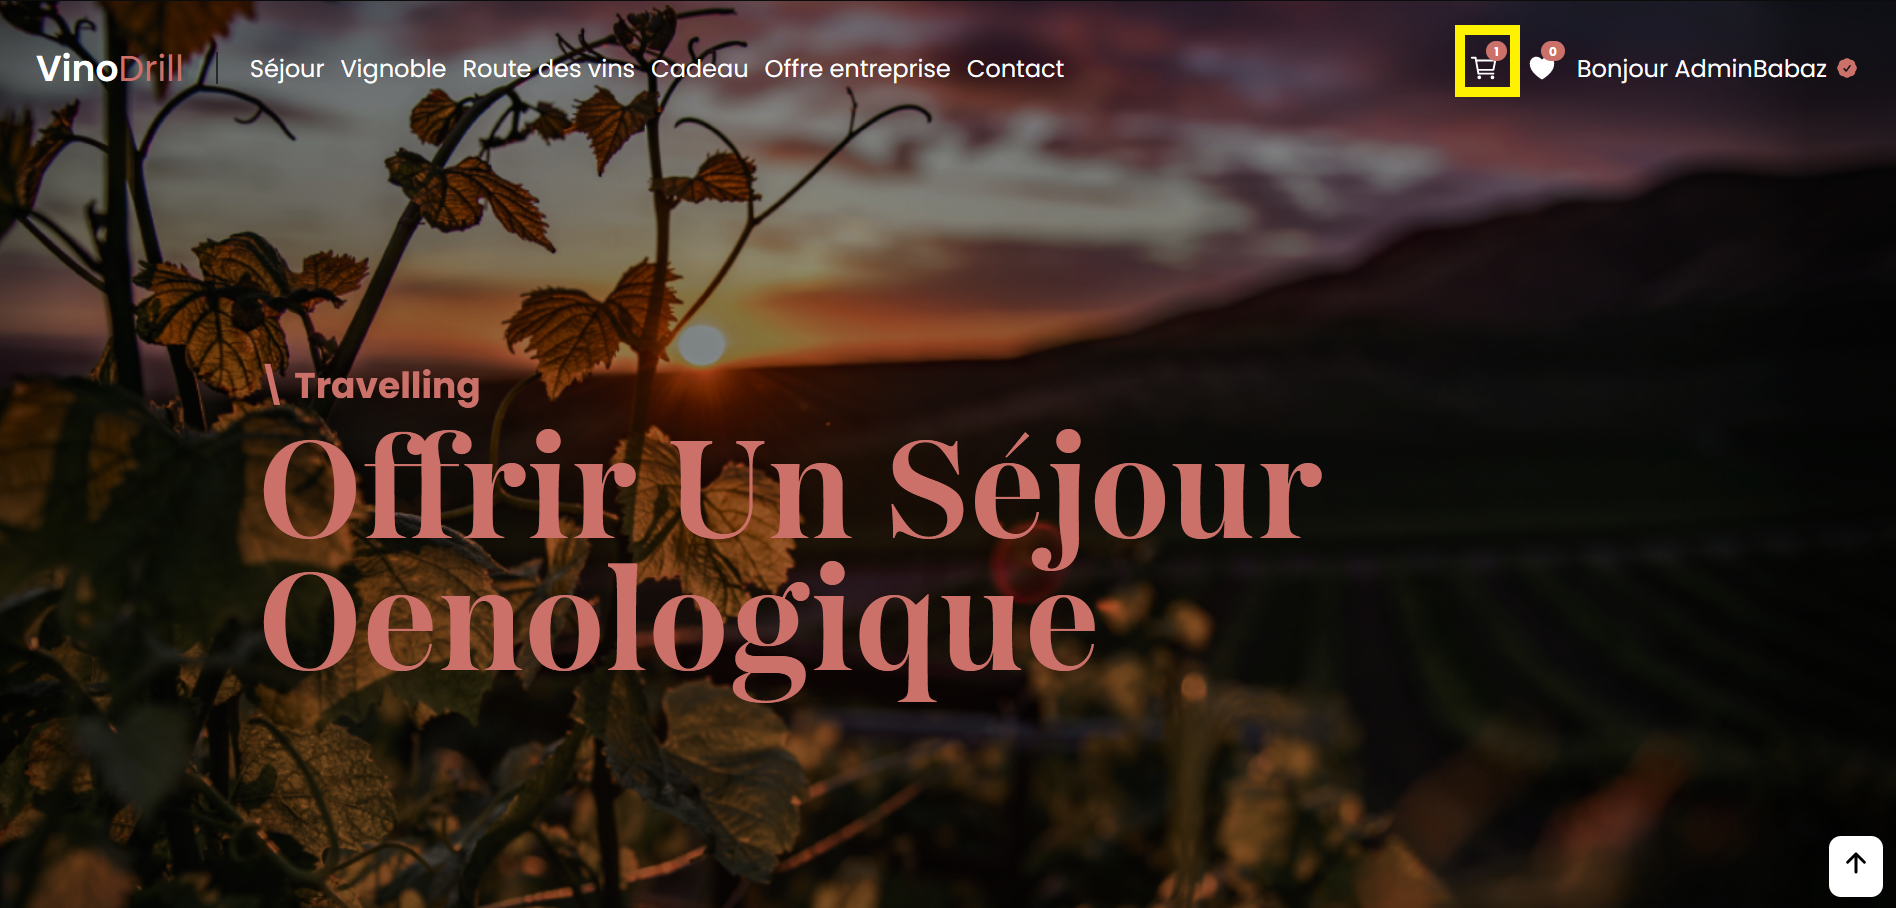 VinoDrill
Séjour Vignoble Route des vins Cadeau Offre entreprise Contact
1
0
Bonjour AdminBabaz
\ Travelling
Offrir Un Séjour
Oenologique